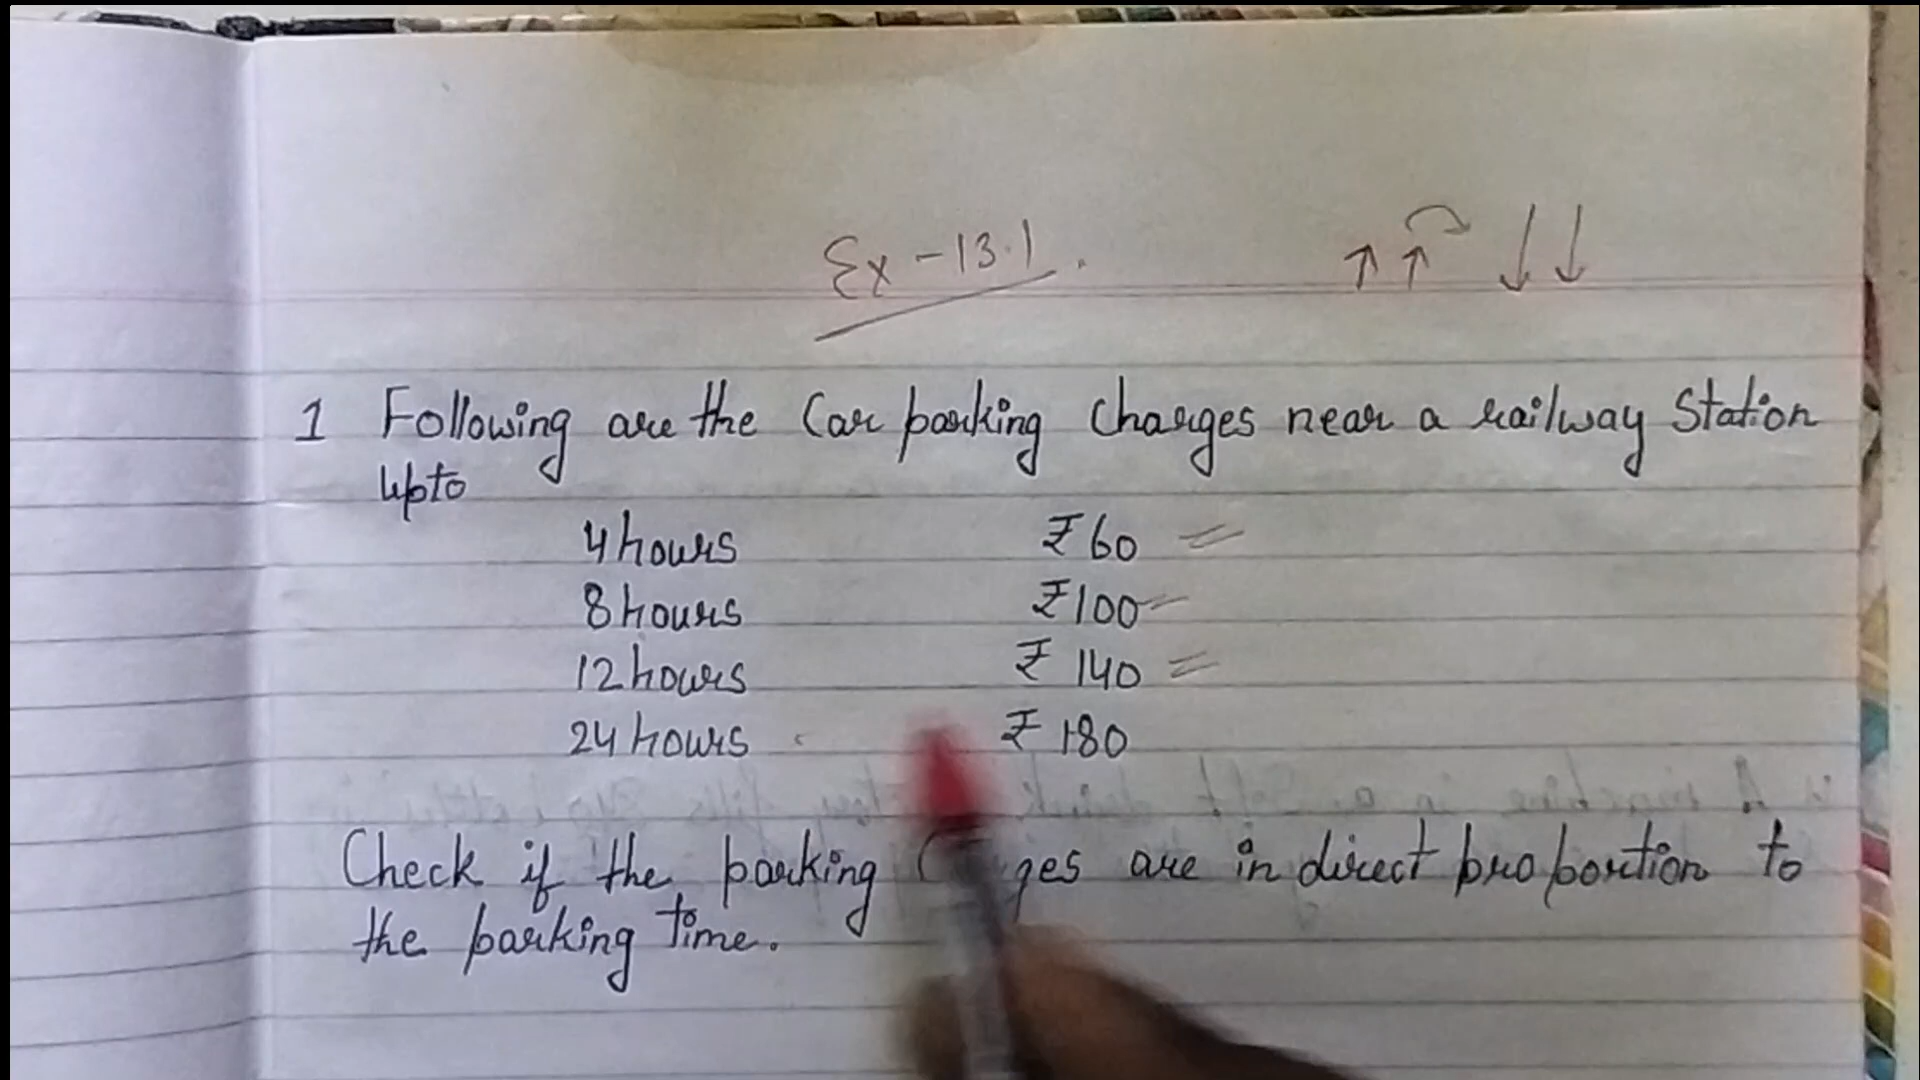 Ex - 13.1.
1 Following are the Car parking Charges near a railway Station
upto
4 hours ₹ 60
8 hours ₹ 100
12 hours ₹ 140
24 hours ₹ 180
Check if the parking are in direct proportion to
the parking time.